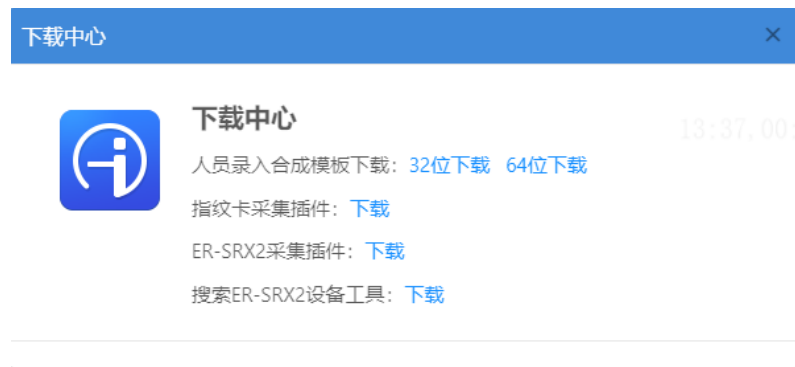 下载中心
×
下载中心
13:37, 00:
人员录入合成模板下载：32位下载 64位下载
指纹卡采集插件：下载
ER-SRX2采集插件：下载
搜索ER-SRX2设备工具：下载